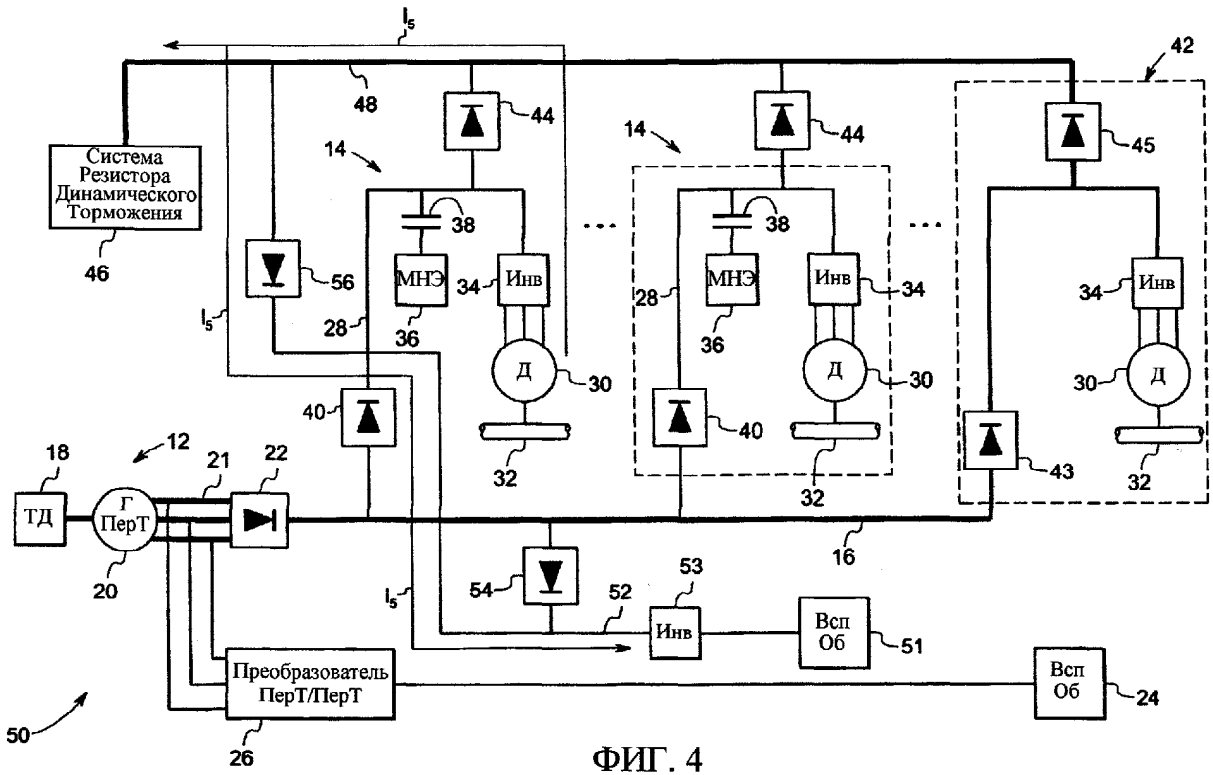 I5
42
48
44
44
45
14
14
Система
Резистора
Динамического
Торможения
46
56
38
38
МНЭ
Инв
МНЭ
Инв
Инв
34
34
34
I5
28
36
28
36
Д
30
Д
30
30
Д
40
40
43
32
32
32
12
18
21
22
ТД
Г
ПерТ
20
16
54
I5
52
53
Инв
Всп
Об
51
Преобразователь
ПерТ/ПерТ
26
Всп
Об
24
50
ФИГ. 4